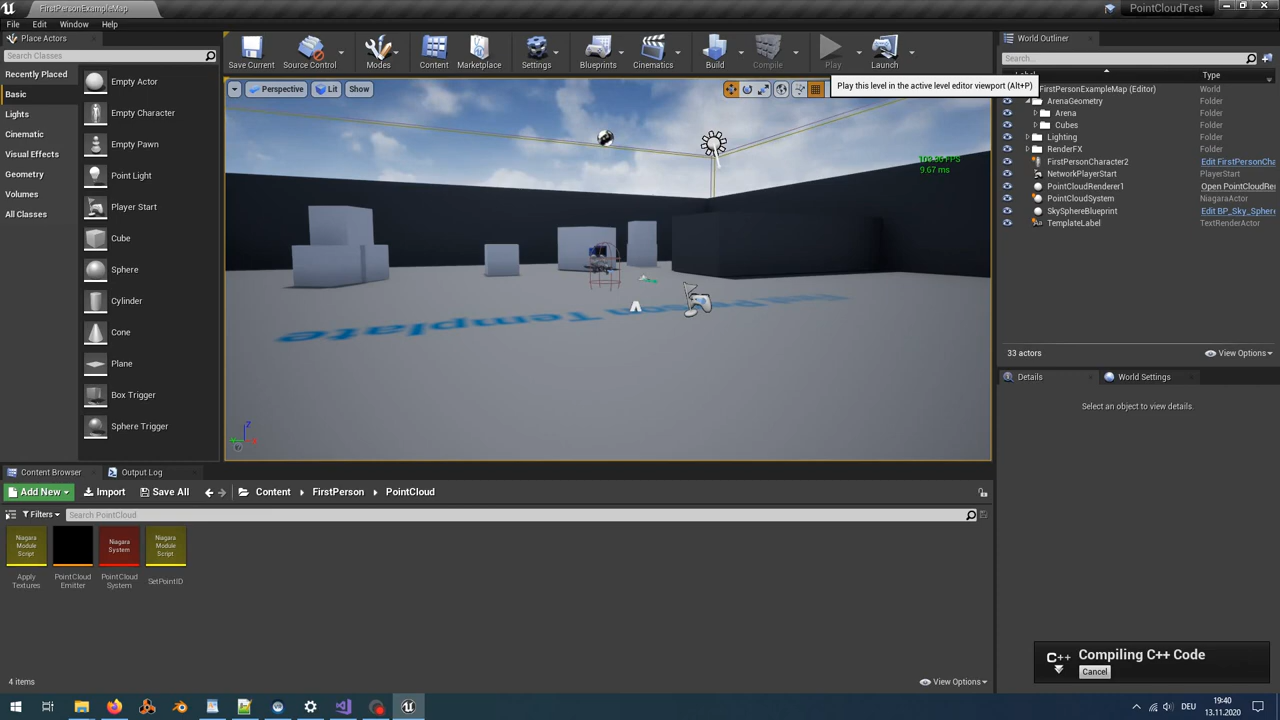 FirstPersonExampleMap
PointCloudTest
File Edit Window Help
Place Actors
Search Classes
Recently Placed
Basic
Lights
Cinematic
Visual Effects
Geometry
Volumes
All Classes
Empty Actor
Empty Character
Empty Pawn
Point Light
Player Start
Cube
Sphere
Cylinder
Cone
Plane
Box Trigger
Sphere Trigger
Save Current Source Control Modes Content Marketplace Settings Blueprints Cinematics Build Compile Play Launch
Perspective Lit Show
Play this level in the active level editor viewport (Alt+P)
9.67 ms
Template
World Outliner
Search...
Label Type
FirstPersonExampleMap (Editor) World
ArenaGeometry Folder
Arena Folder
Cubes Folder
Lighting Folder
RenderFX Folder
FirstPersonCharacter2 Edit FirstPersonCha
NetworkPlayerStart PlayerStart
PointCloudRenderer1 Open PointCloudRe
PointCloudSystem NiagaraActor
SkySphereBlueprint Edit BP_Sky_Sphere
TemplateLabel TextRenderActor
33 actors View Options
Details World Settings
Select an object to view details.
Content Browser Output Log
Add New Import Save All Content FirstPerson PointCloud
Filters Search PointCloud
Niagara Module Script
Niagara System
Niagara Module Script
Apply Textures
PointCloud Emitter
PointCloud System
SetPointID
4 items View Options
C++ Compiling C++ Code
Cancel
DEU
19:40
13.11.2020